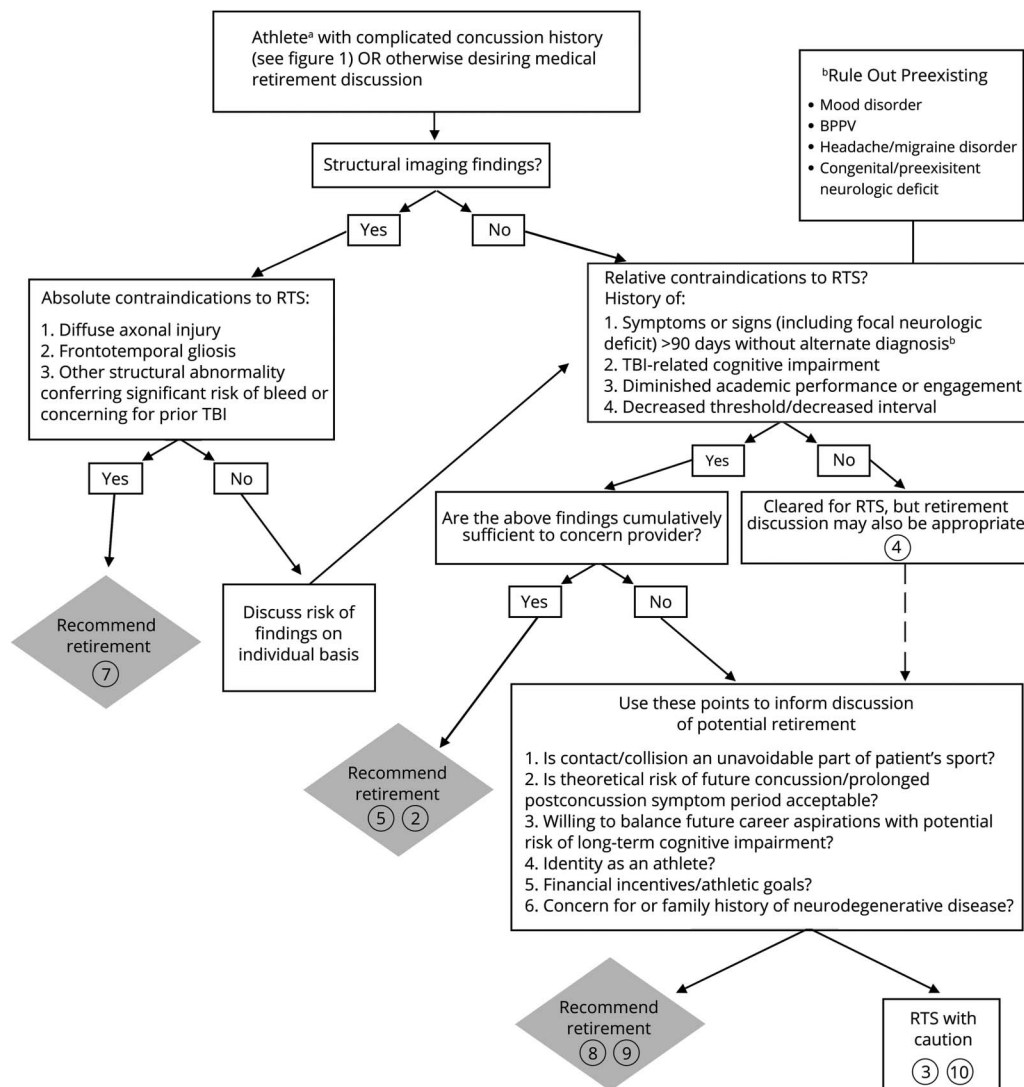 Athleteᵃ with complicated concussion history
(see figure 1) OR otherwise desiring medical
retirement discussion
ᵇRule Out Preexisting
• Mood disorder
• BPPV
• Headache/migraine disorder
• Congenital/preexisitent
neurologic deficit
Structural imaging findings?
Yes
No
Absolute contraindications to RTS:
1. Diffuse axonal injury
2. Frontotemporal gliosis
3. Other structural abnormality
conferring significant risk of bleed or
concerning for prior TBI
Relative contraindications to RTS?
History of:
1. Symptoms or signs (including focal neurologic
deficit) >90 days without alternate diagnosisᵇ
2. TBI-related cognitive impairment
3. Diminished academic performance or engagement
4. Decreased threshold/decreased interval
Yes
No
Yes
No
Are the above findings cumulatively
sufficient to concern provider?
Cleared for RTS, but retirement
discussion may also be appropriate
4
Recommend
retirement
7
Discuss risk of
findings on
individual basis
Yes
No
Recommend
retirement
5 2
Use these points to inform discussion
of potential retirement
1. Is contact/collision an unavoidable part of patient's sport?
2. Is theoretical risk of future concussion/prolonged
postconcussion symptom period acceptable?
3. Willing to balance future career aspirations with potential
risk of long-term cognitive impairment?
4. Identity as an athlete?
5. Financial incentives/athletic goals?
6. Concern for or family history of neurodegenerative disease?
Recommend
retirement
8 9
RTS with
caution
3 10